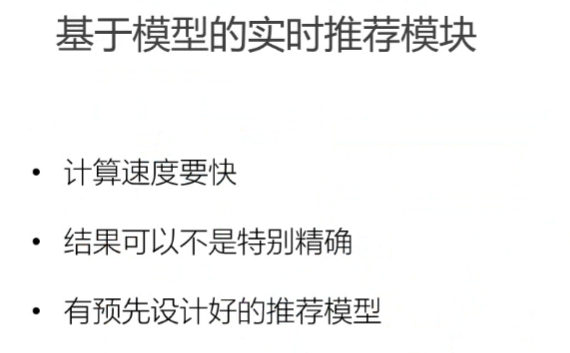 基于模型的实时推荐模块
• 计算速度要快
• 结果可以不是特别精确
• 有预先设计好的推荐模型